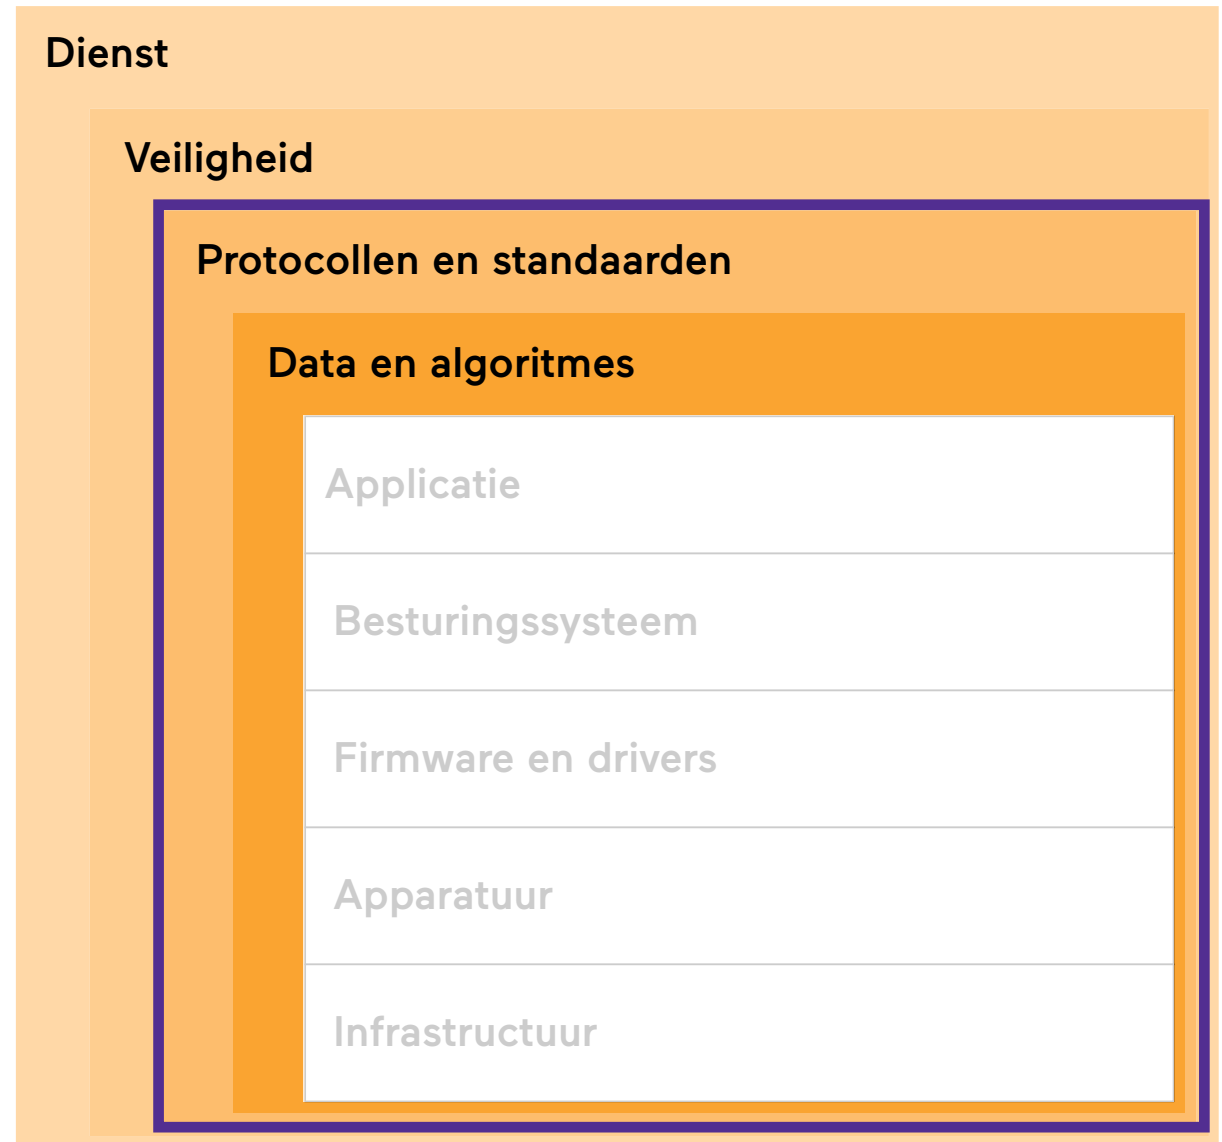 Dienst
Veiligheid
Protocollen en standaarden
Data en algoritmes
Applicatie
Besturingssysteem
Firmware en drivers
Apparatuur
Infrastructuur